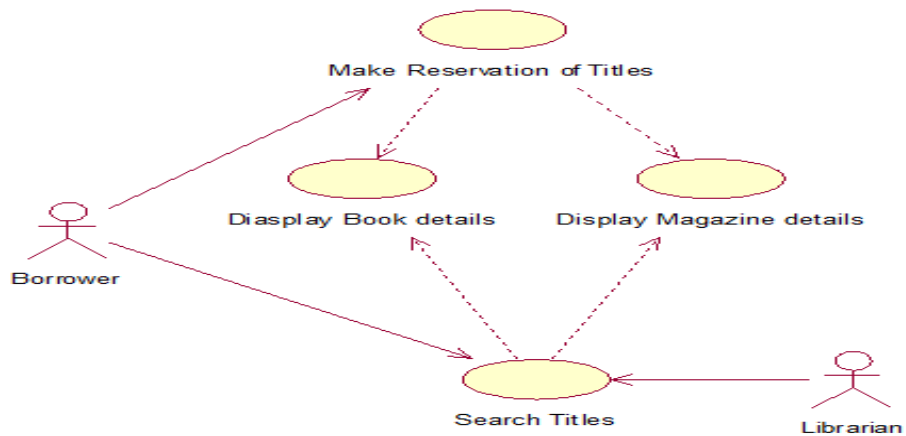 Make Reservation of Titles
Diasplay Book details
Display Magazine details
Borrower
Search Titles
Librarian